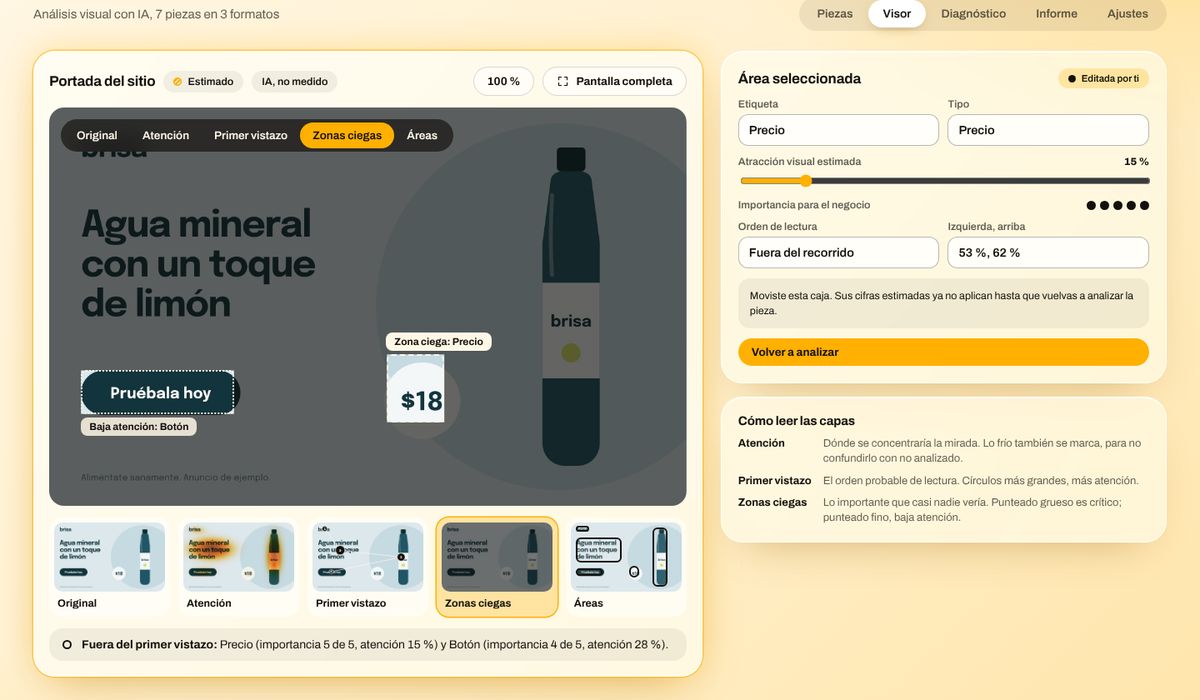 Análisis visual con IA, 7 piezas en 3 formatos
Piezas
Visor
Diagnóstico
Informe
Ajustes
Portada del sitio
Estimado
IA, no medido
100 %
Pantalla completa
Original
Atención
Primer vistazo
Zonas ciegas
Áreas
brisa
Agua mineral
con un toque
de limón
brisa
Zona ciega: Precio
$18
Pruébala hoy
Baja atención: Botón
Aliméntate sanamente. Anuncio de ejemplo.
Original
Atención
Primer vistazo
Zonas ciegas
Áreas
Fuera del primer vistazo: Precio (importancia 5 de 5, atención 15 %) y Botón (importancia 4 de 5, atención 28 %).
Área seleccionada
Editada por ti
Etiqueta
Tipo
Precio
Precio
Atracción visual estimada
15 %
Importancia para el negocio
Orden de lectura
Izquierda, arriba
Fuera del recorrido
53 %, 62 %
Moviste esta caja. Sus cifras estimadas ya no aplican hasta que vuelvas a analizar la
pieza.
Volver a analizar
Cómo leer las capas
Atención
Dónde se concentraría la mirada. Lo frío también se marca, para no
confundirlo con no analizado.
Primer vistazo
El orden probable de lectura. Círculos más grandes, más atención.
Zonas ciegas
Lo importante que casi nadie vería. Punteado grueso es crítico;
punteado fino, baja atención.